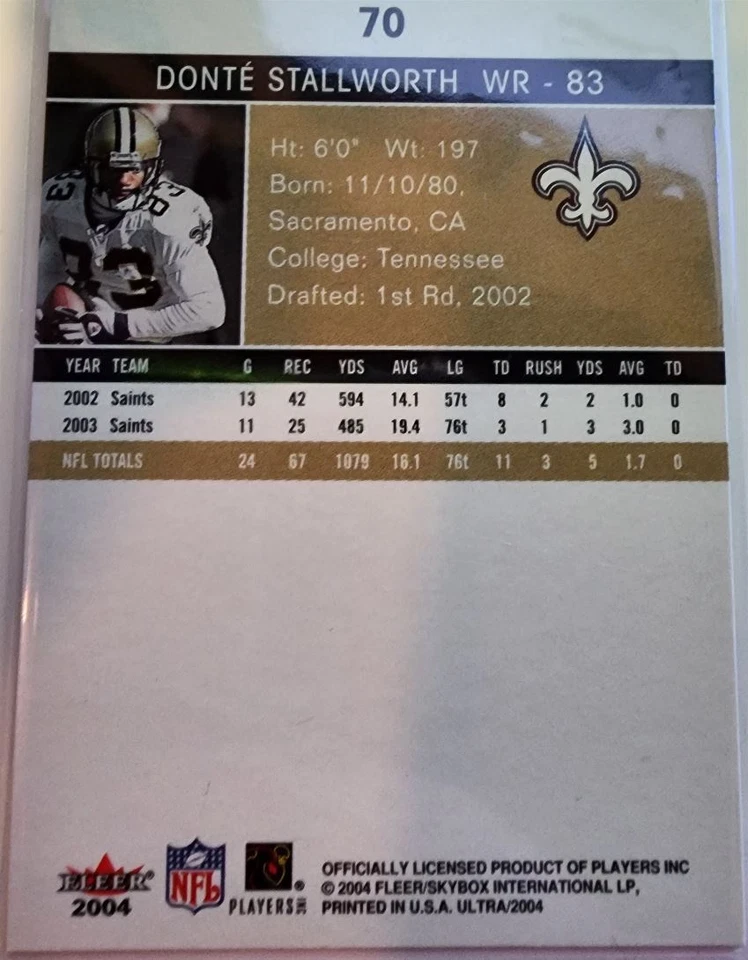 70
DONTÉ STALLWORTH WR - 83
Ht: 6'0" Wt: 197
Born: 11/10/80,
Sacramento, CA
College: Tennessee
Drafted: 1st Rd, 2002
83
83
YEAR TEAM G REC YDS AVG LG TD RUSH YDS AVG TD
2002 Saints 13 42 594 14.1 57t 8 2 2 1.0 0
2003 Saints 11 25 485 19.4 76t 3 1 3 3.0 0
NFL TOTALS 24 67 1079 16.1 76t 11 3 5 1.7 0
FLEER®
2004
NFL
®
PLAYERS INC
OFFICIALLY LICENSED PRODUCT OF PLAYERS INC
© 2004 FLEER/SKYBOX INTERNATIONAL LP,
PRINTED IN U.S.A. ULTRA/2004